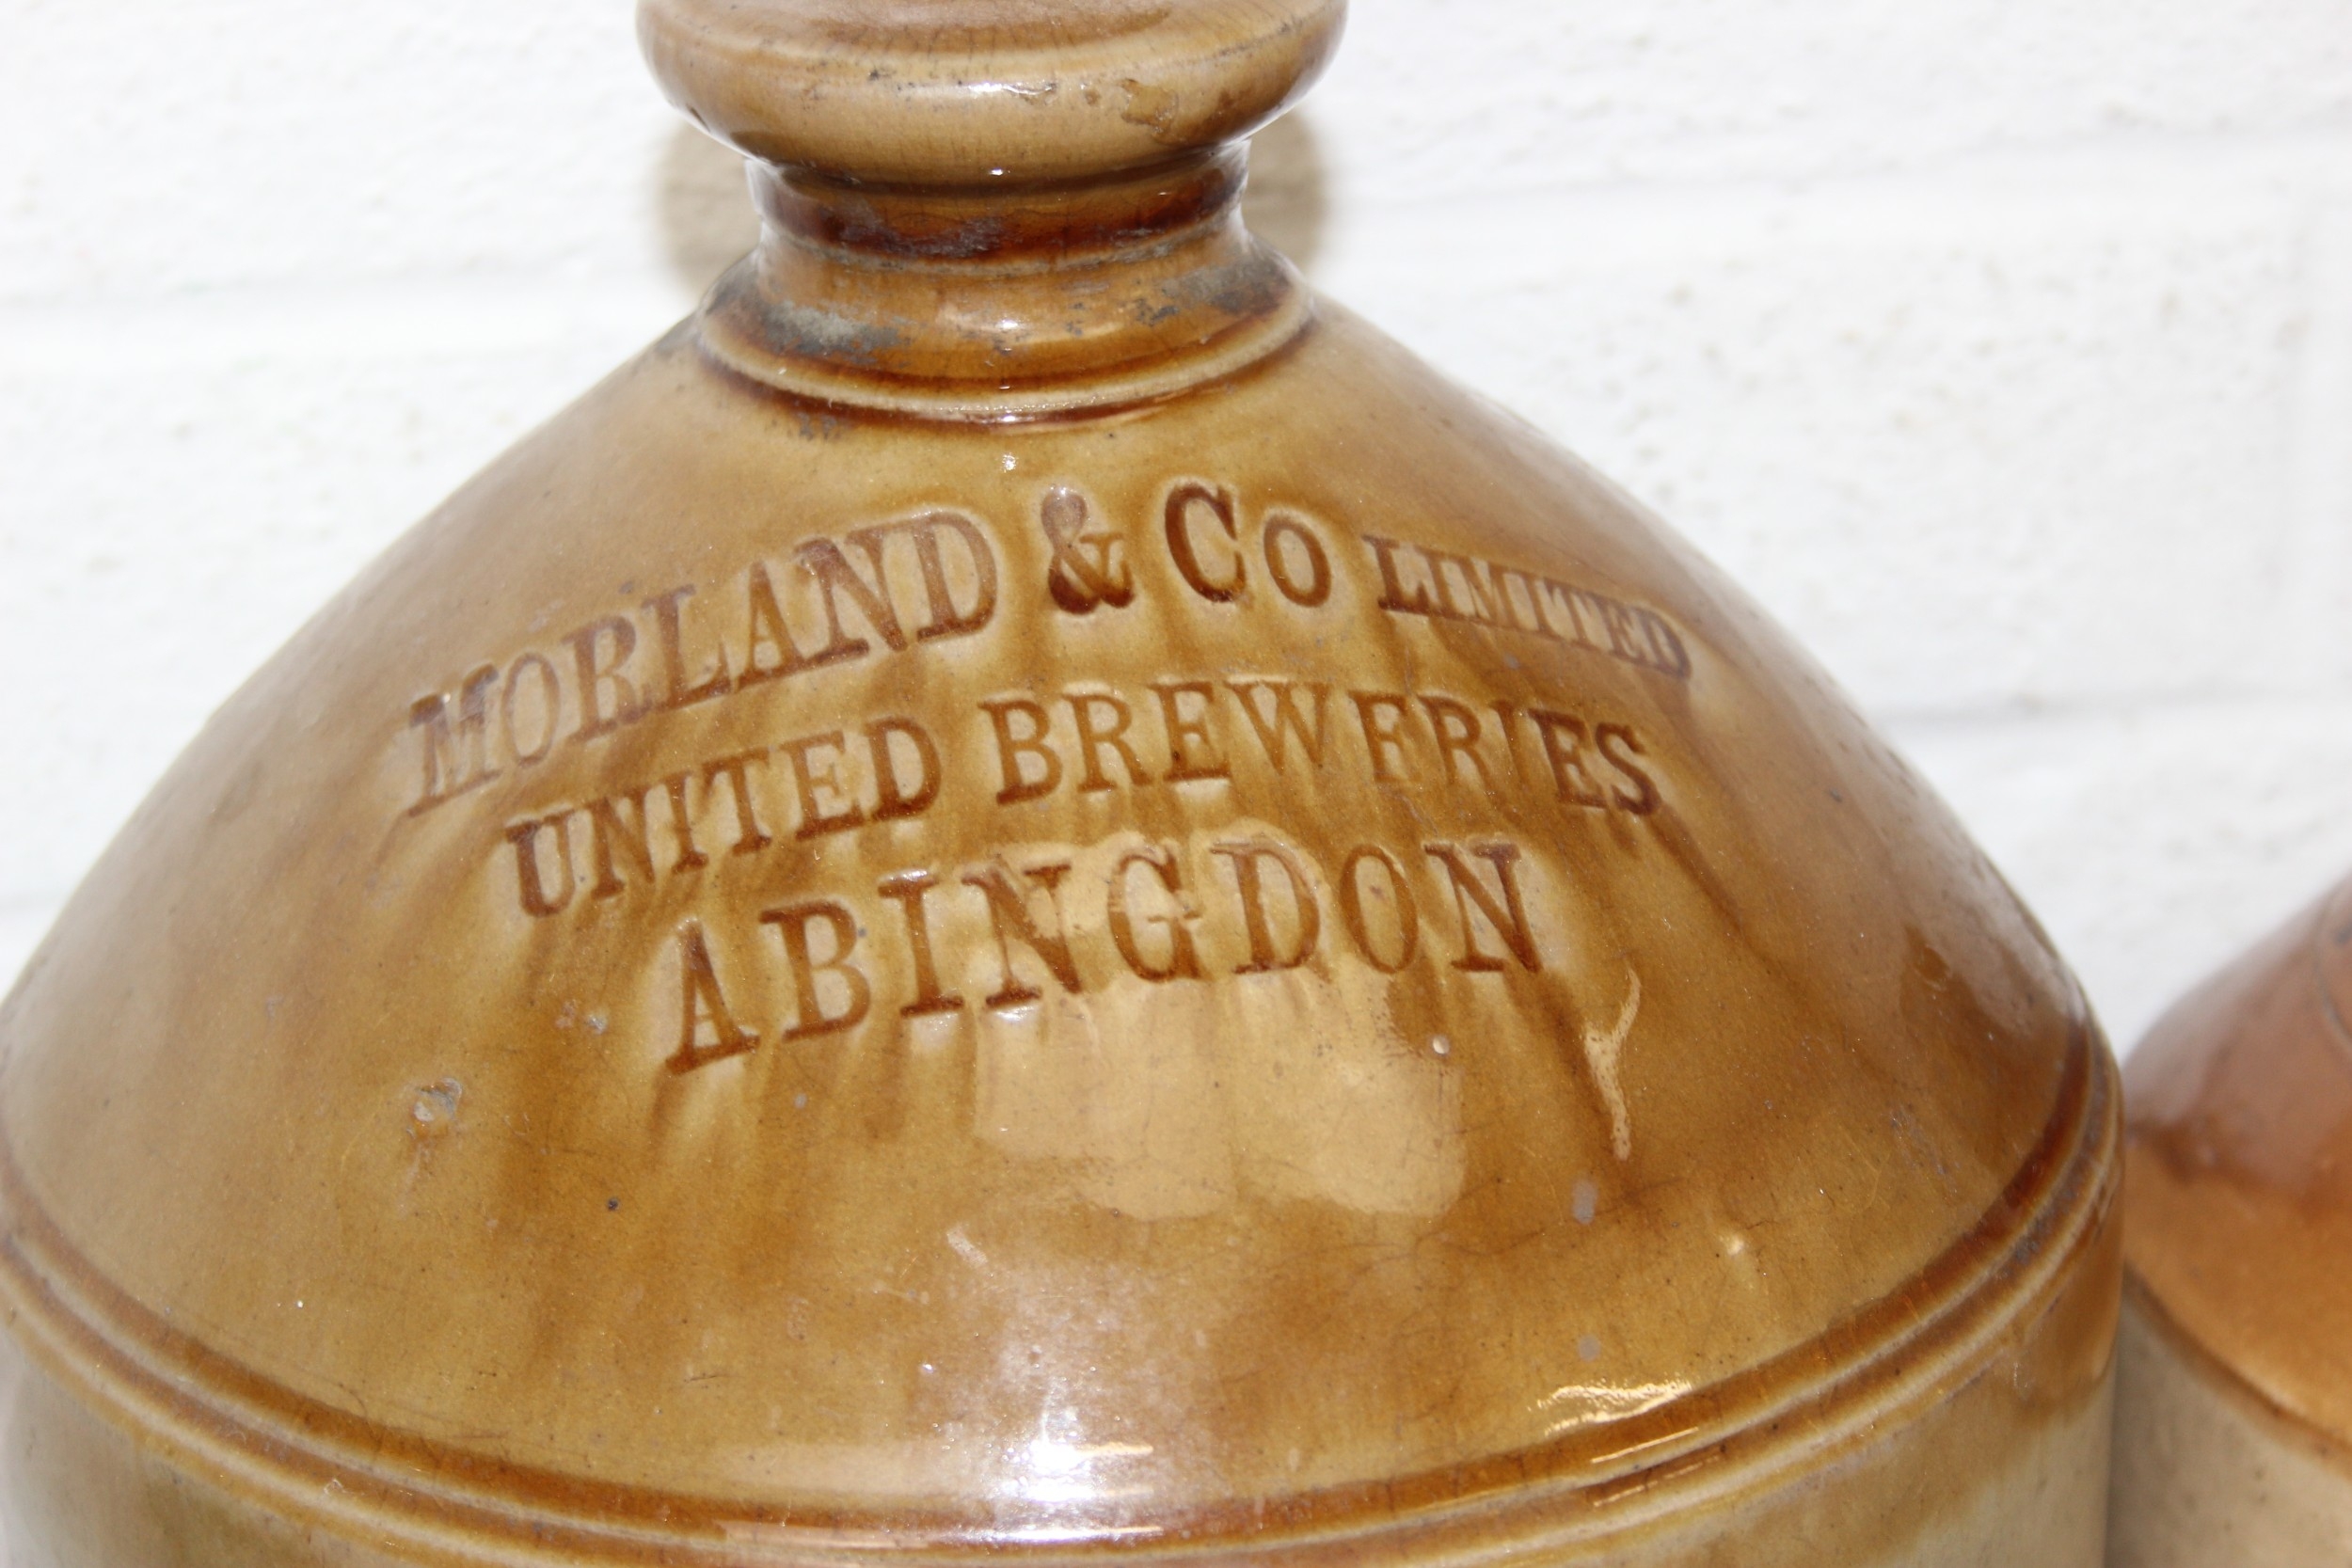 MORLAND & Co LIMITED
UNITED BREWERIES
ABINGDON